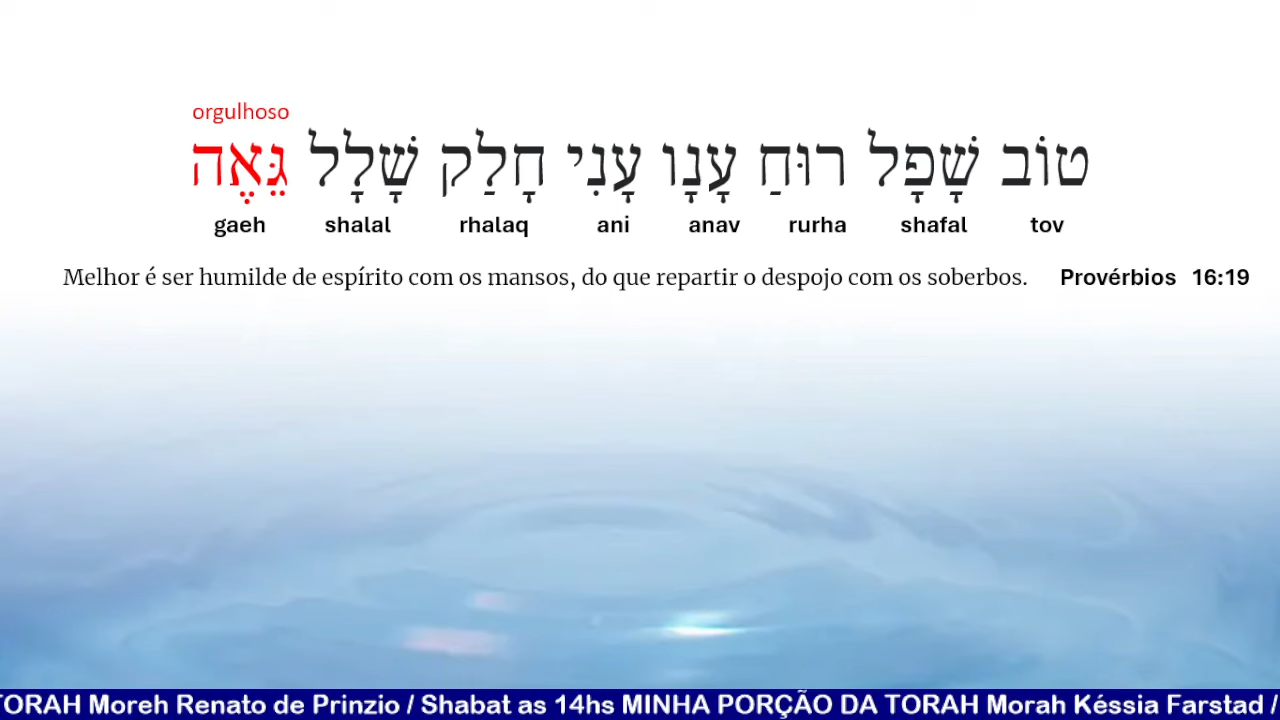 orgulhoso
טוֹב שָׁפָל רוּחַ עָנָו עָנִי חָלַק שָׁלָל גֵּאֶה
gaeh shalal rhalaq ani anav rurha shafal tov
Melhor é ser humilde de espírito com os mansos, do que repartir o despojo com os soberbos. Provérbios 16:19
TORAH Moreh Renato de Prinzio / Shabat as 14hs MINHA PORÇÃO DA TORAH Morah Késsia Farstad /